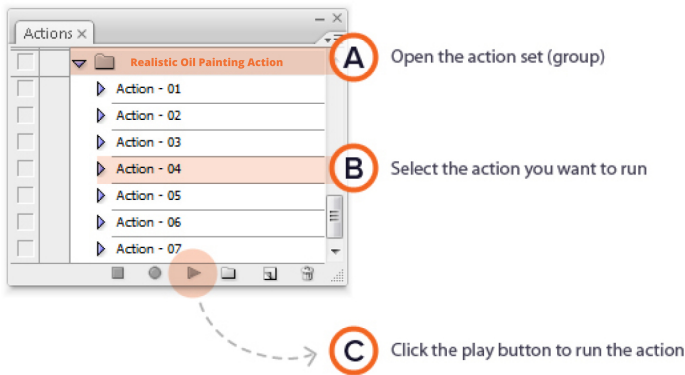 Actions ×
Realistic Oil Painting Action
A
Open the action set (group)
Action - 01
Action - 02
Action - 03
Action - 04
B
Select the action you want to run
Action - 05
Action - 06
Action - 07
C
Click the play button to run the action